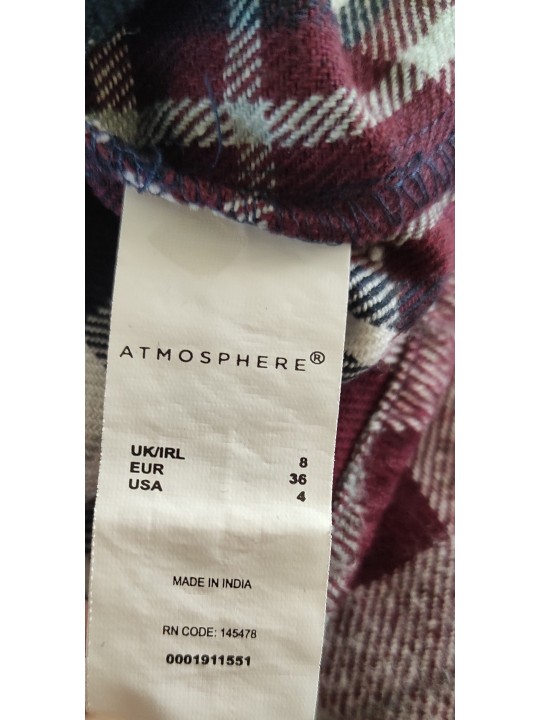 ATMOSPHERE®
UK/IRL 8
EUR 36
USA 4
MADE IN INDIA
RN CODE: 145478
0001911551